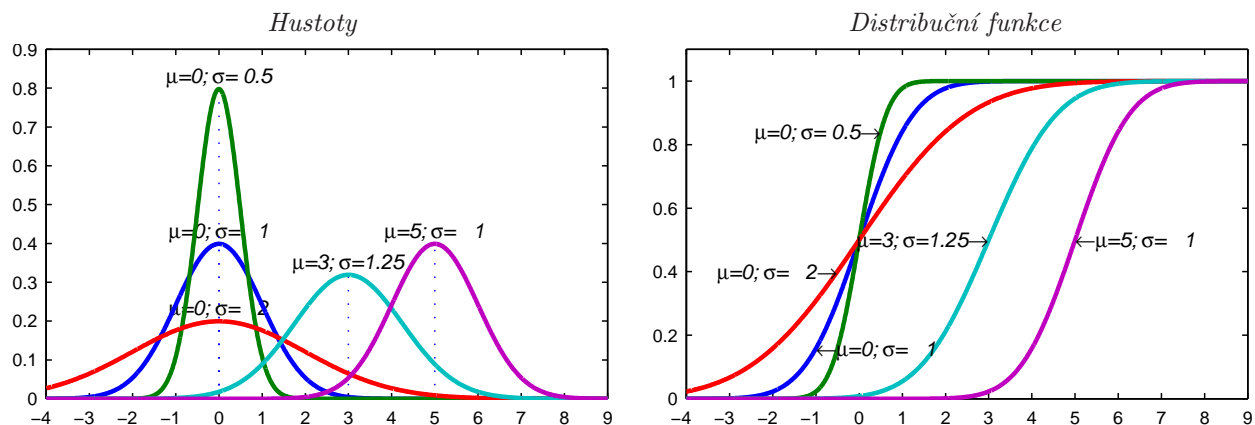 Hustoty
0.9
0.8
0.7
0.6
0.5
0.4
0.3
0.2
0.1
0
−4 −3 −2 −1 0 1 2 3 4 5 6 7 8 9
μ=0; σ= 0.5
μ=0; σ= 1
μ=5; σ= 1
μ=3; σ=1.25
μ=0; σ= 2
Distribuční funkce
1
0.8
0.6
0.4
0.2
0
−4 −3 −2 −1 0 1 2 3 4 5 6 7 8 9
μ=0; σ= 0.5
μ=3; σ=1.25
μ=5; σ= 1
μ=0; σ= 2
μ=0; σ= 1